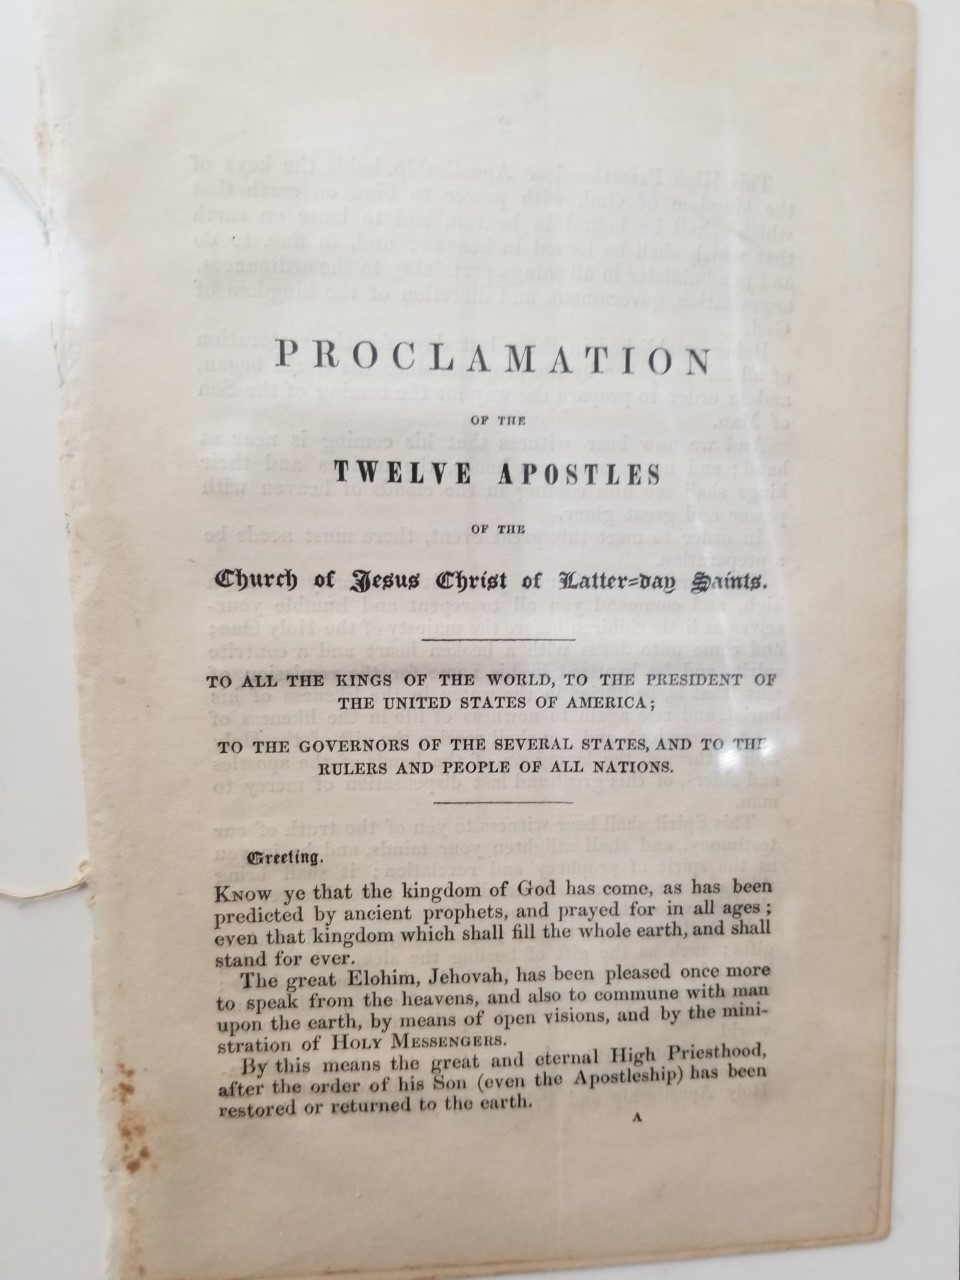 PROCLAMATION
OF THE
TWELVE APOSTLES
OF THE
Church of Jesus Christ of Latter-day Saints.
TO ALL THE KINGS OF THE WORLD, TO THE PRESIDENT OF
THE UNITED STATES OF AMERICA;
TO THE GOVERNORS OF THE SEVERAL STATES, AND TO THE
RULERS AND PEOPLE OF ALL NATIONS.
Greeting.
KNOW ye that the kingdom of God has come, as has been
predicted by ancient prophets, and prayed for in all ages;
even that kingdom which shall fill the whole earth, and shall
stand for ever.
The great Elohim, Jehovah, has been pleased once more
to speak from the heavens, and also to commune with man
upon the earth, by means of open visions, and by the mini-
stration of HOLY MESSENGERS.
By this means the great and eternal High Priesthood,
after the order of his Son (even the Apostleship) has been
restored or returned to the earth.
A